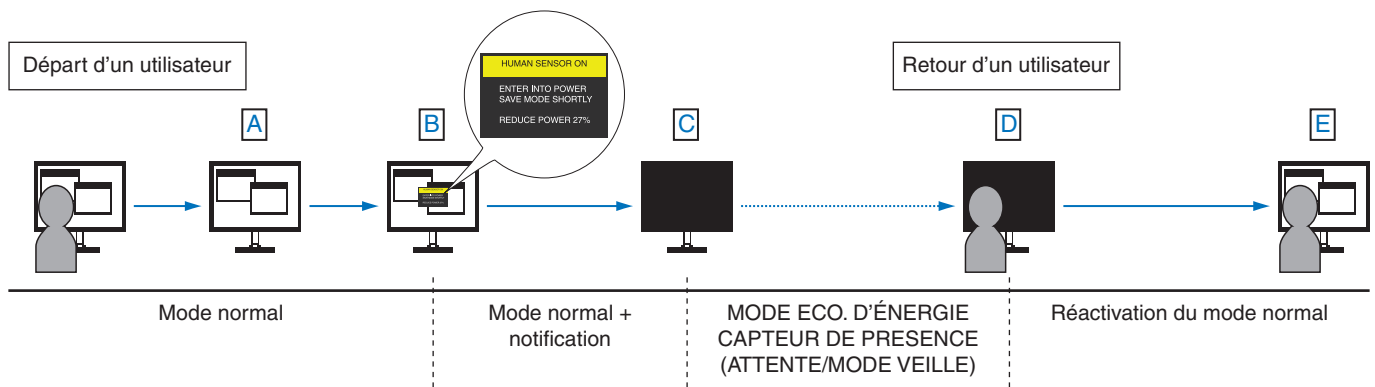 Départ d'un utilisateur
HUMAN SENSOR ON
ENTER INTO POWER
SAVE MODE SHORTLY
REDUCE POWER 27%
Retour d'un utilisateur
A
B
C
D
E
Mode normal
Mode normal +
notification
MODE ECO. D'ÉNERGIE
CAPTEUR DE PRESENCE
(ATTENTE/MODE VEILLE)
Réactivation du mode normal